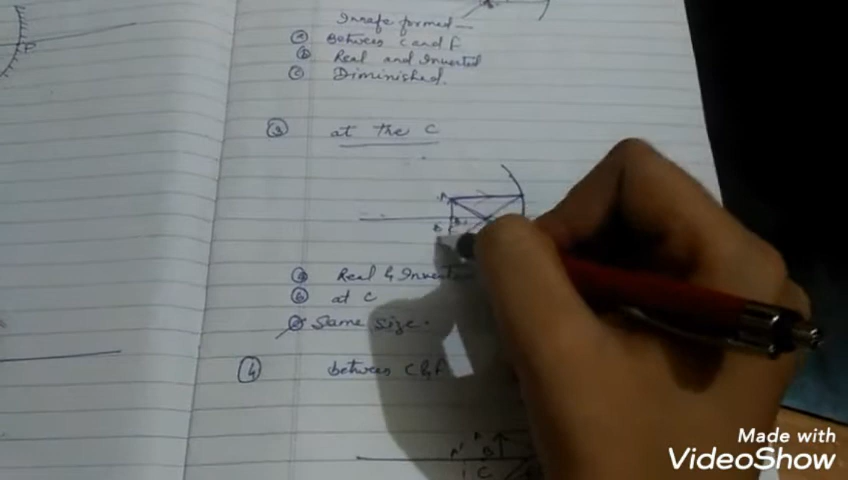 P
Image formed —
(a) Between C and F
(b) Real and Inverted
(c) Diminished.
(3) at the C
A
B B'
(a) Real & Invert
(b) at C
(c) Same size.
(4) between C & F
A' A
B
C
Made with
VideoShow